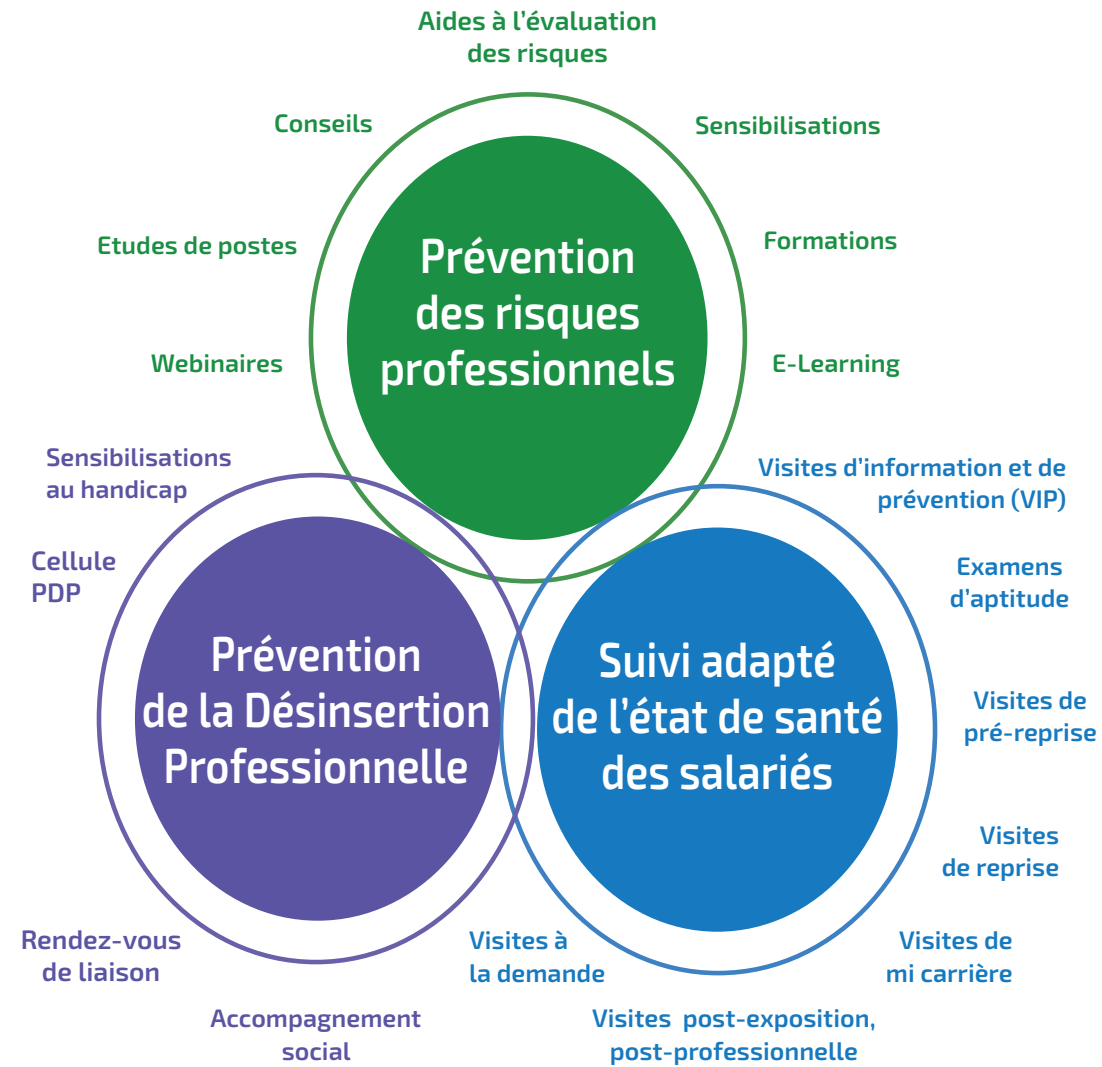 Aides à l'évaluation
des risques
Conseils
Sensibilisations
Etudes de postes
Formations
Webinaires
E-Learning
Prévention
des risques
professionnels
Sensibilisations
au handicap
Cellule
PDP
Prévention
de la Désinsertion
Professionnelle
Rendez-vous
de liaison
Accompagnement
social
Visites d'information et de
prévention (VIP)
Examens
d'aptitude
Suivi adapté
de l'état de santé
des salariés
Visites de
pré-reprise
Visites
de reprise
Visites de
mi carrière
Visites à
la demande
Visites post-exposition,
post-professionnelle